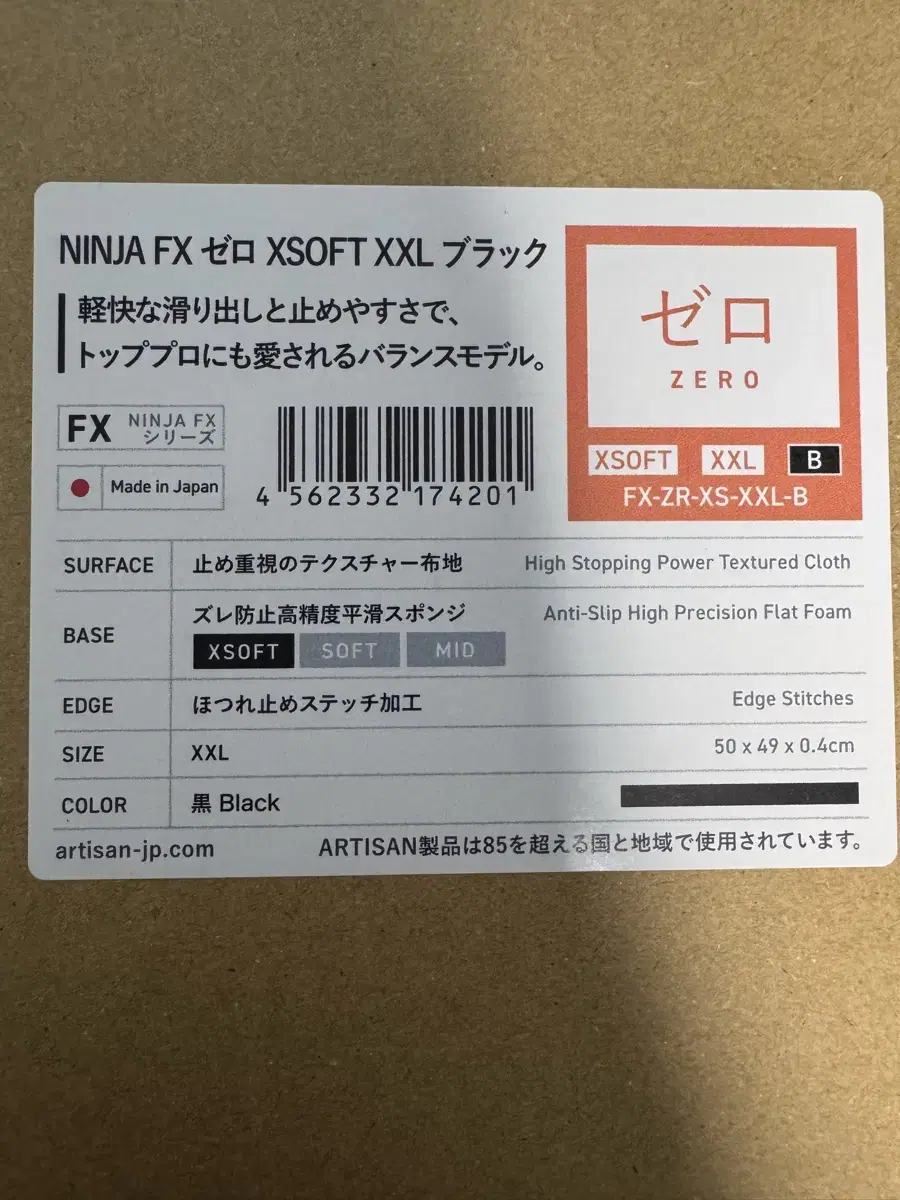 NINJA FX ゼロ XSOFT XXL ブラック
軽快な滑り出しと止めやすさで、
トッププロにも愛されるバランスモデル。
FX NINJA FX
シリーズ
Made in Japan
4 562332 174201
ゼロ
ZERO
XSOFT XXL B
FX-ZR-XS-XXL-B
SURFACE 止め重視のテクスチャー布地 High Stopping Power Textured Cloth
BASE ズレ防止高精度平滑スポンジ Anti-Slip High Precision Flat Foam
XSOFT SOFT MID
EDGE ほつれ止めステッチ加工 Edge Stitches
SIZE XXL 50 x 49 x 0.4cm
COLOR 黒 Black
artisan-jp.com ARTISAN製品は85を超える国と地域で使用されています。